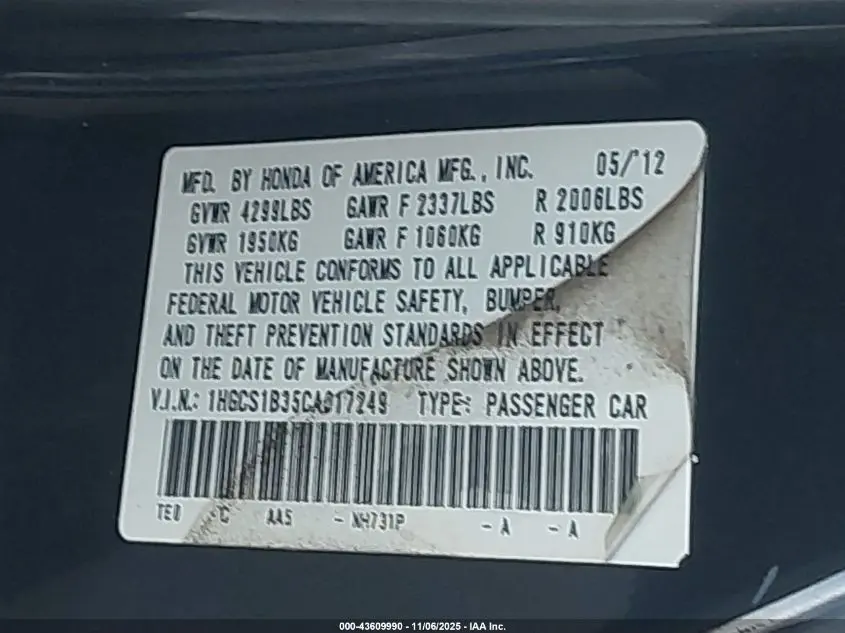 MFD. BY HONDA OF AMERICA MFG., INC. 05/12
GVWR 4299LBS GAWR F 2337LBS R 2006LBS
GVWR 1950KG GAWR F 1060KG R 910KG
THIS VEHICLE CONFORMS TO ALL APPLICABLE
FEDERAL MOTOR VEHICLE SAFETY, BUMPER,
AND THEFT PREVENTION STANDARDS IN EFFECT
ON THE DATE OF MANUFACTURE SHOWN ABOVE.
V.I.N.: 1HGCS1B35CA017249 TYPE: PASSENGER CAR
TE0 C AA5 - NH731P - A - A
000-43609990 - 11/06/2025 - IAA Inc.